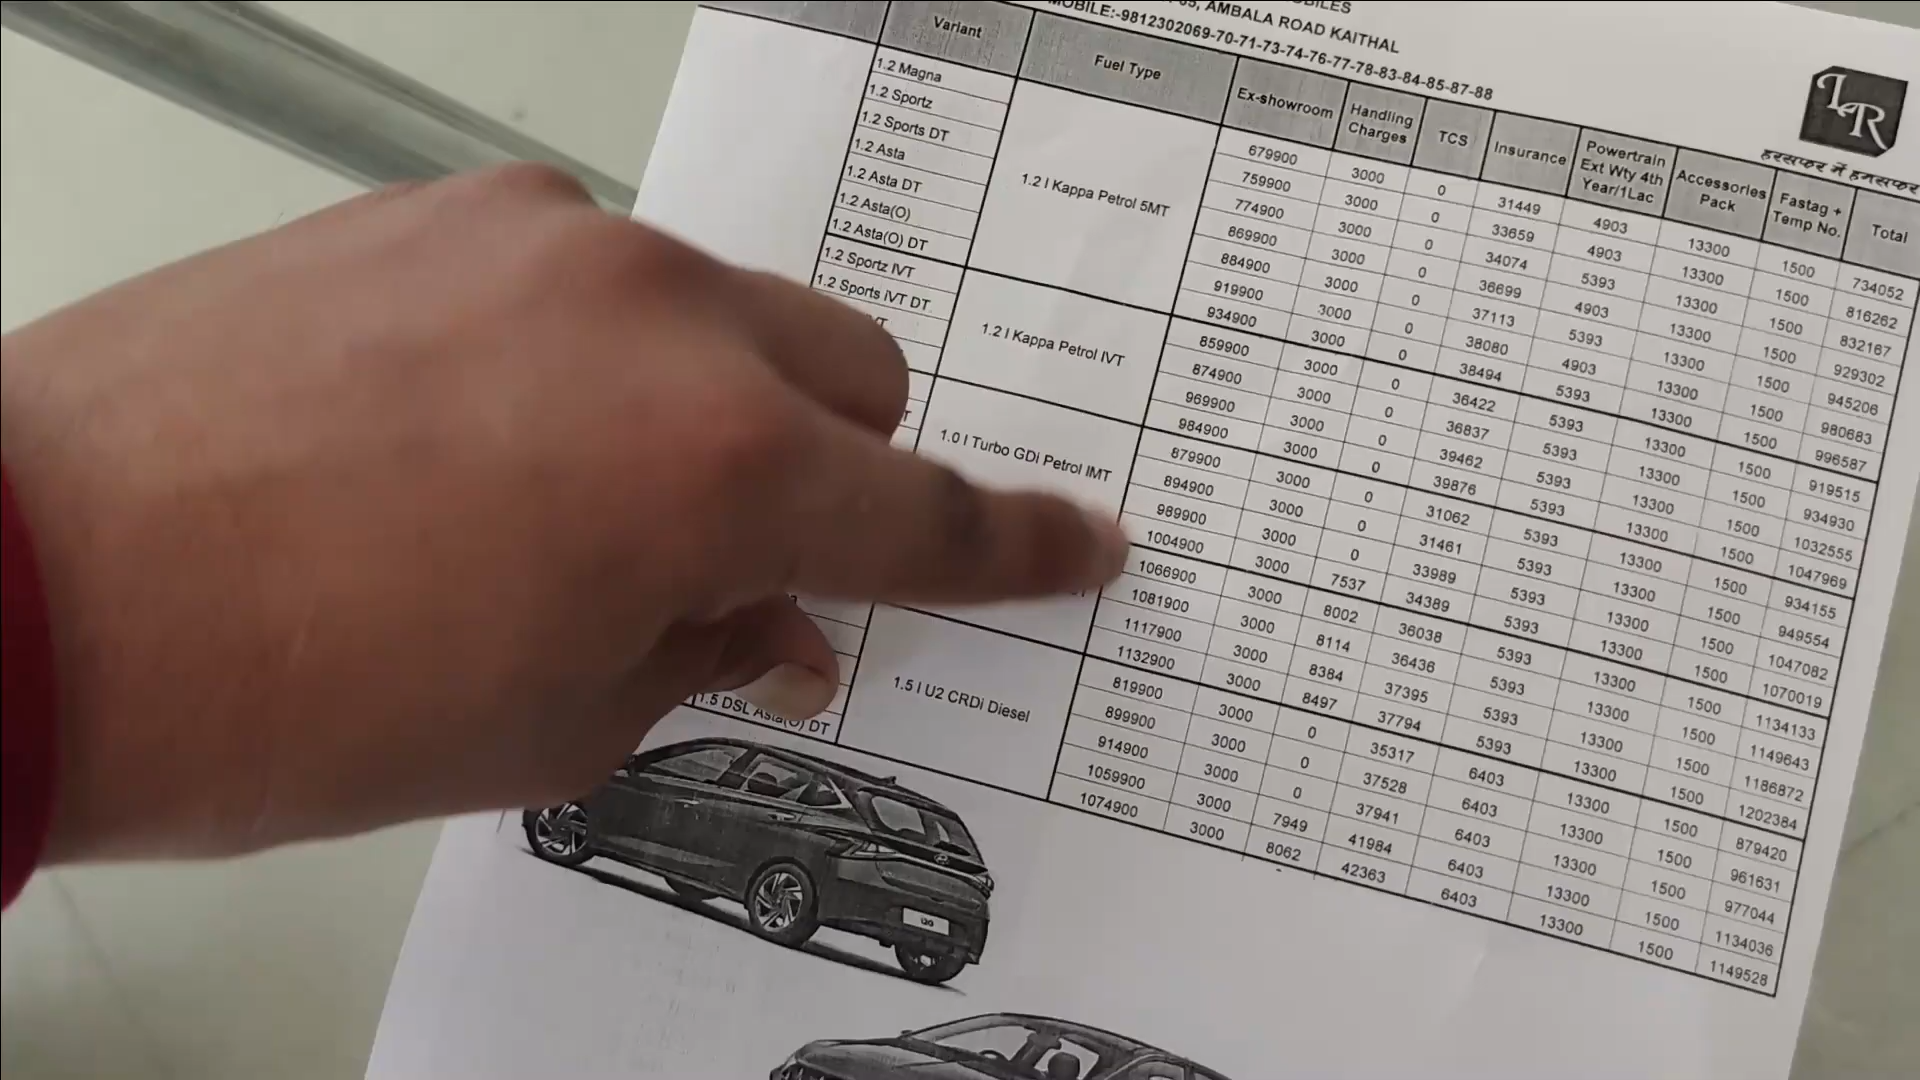 BILES
05, AMBALA ROAD KAITHAL
MOBILE:-9812302069-70-71-73-74-76-77-78-83-84-85-87-88
LR
हरसफर में हमसफर
Variant Fuel Type Ex-showroom Handling Charges TCS Insurance Powertrain Ext Wty 4th Year/1Lac Accessories Pack Fastag + Temp No. Total
1.2 Magna 1.2 l Kappa Petrol 5MT 679900 3000 0 31449 4903 13300 1500 734052
1.2 Sportz 759900 3000 0 33659 4903 13300 1500 816262
1.2 Sports DT 774900 3000 0 34074 5393 13300 1500 832167
1.2 Asta 869900 3000 0 36699 4903 13300 1500 929302
1.2 Asta DT 884900 3000 0 37113 5393 13300 1500 945206
1.2 Asta(O) 919900 3000 0 38080 4903 13300 1500 980683
1.2 Asta(O) DT 934900 3000 0 38494 5393 13300 1500 996587
1.2 Sportz IVT 1.2 l Kappa Petrol IVT 859900 3000 0 36422 5393 13300 1500 919515
1.2 Sports IVT DT 874900 3000 0 36837 5393 13300 1500 934930
VT 969900 3000 0 39462 5393 13300 1500 1032555
984900 3000 0 39876 5393 13300 1500 1047969
1.0 l Turbo GDi Petrol IMT 879900 3000 0 31062 5393 13300 1500 934155
T 894900 3000 0 31461 5393 13300 1500 949554
989900 3000 0 33989 5393 13300 1500 1047082
1004900 3000 7537 34389 5393 13300 1500 1070019
1066900 3000 8002 36038 5393 13300 1500 1134133
1081900 3000 8114 36436 5393 13300 1500 1149643
1117900 3000 8384 37395 5393 13300 1500 1186872
1132900 3000 8497 37794 5393 13300 1500 1202384
1.5 l U2 CRDi Diesel 819900 3000 0 35317 6403 13300 1500 879420
899900 3000 0 37528 6403 13300 1500 961631
914900 3000 0 37941 6403 13300 1500 977044
1059900 3000 7949 41984 6403 13300 1500 1134036
1.5 DSL Asta(O) DT 1074900 3000 8062 42363 6403 13300 1500 1149528
i20